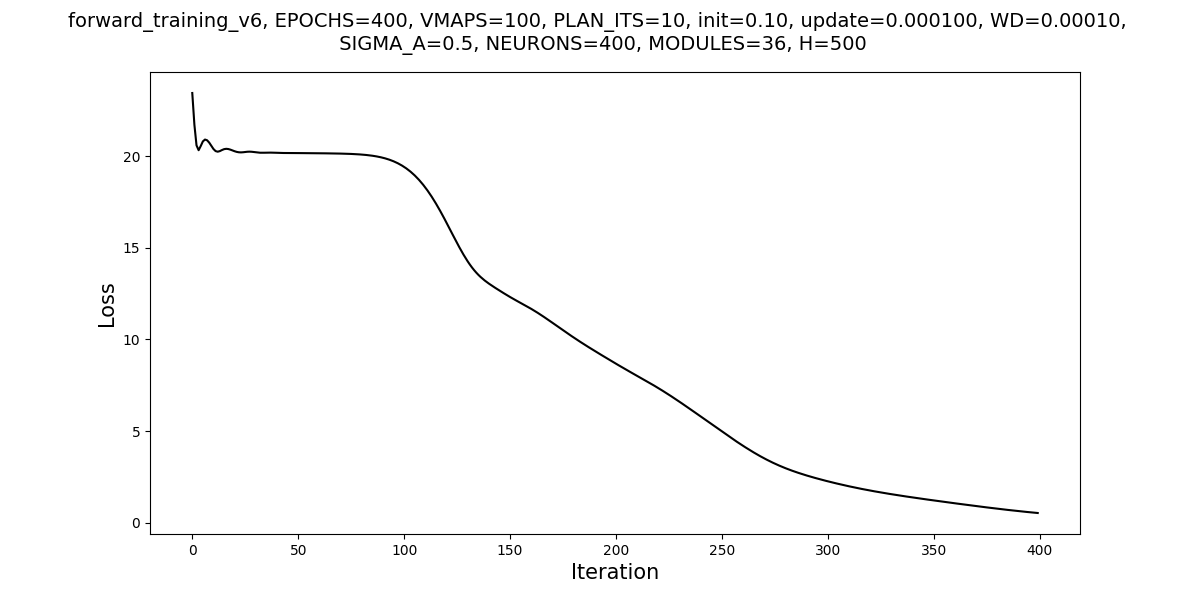 forward_training_v6, EPOCHS=400, VMAPS=100, PLAN_ITS=10, init=0.10, update=0.000100, WD=0.00010,
SIGMA_A=0.5, NEURONS=400, MODULES=36, H=500
20
15
10
5
0
Loss
0 50 100 150 200 250 300 350 400
Iteration